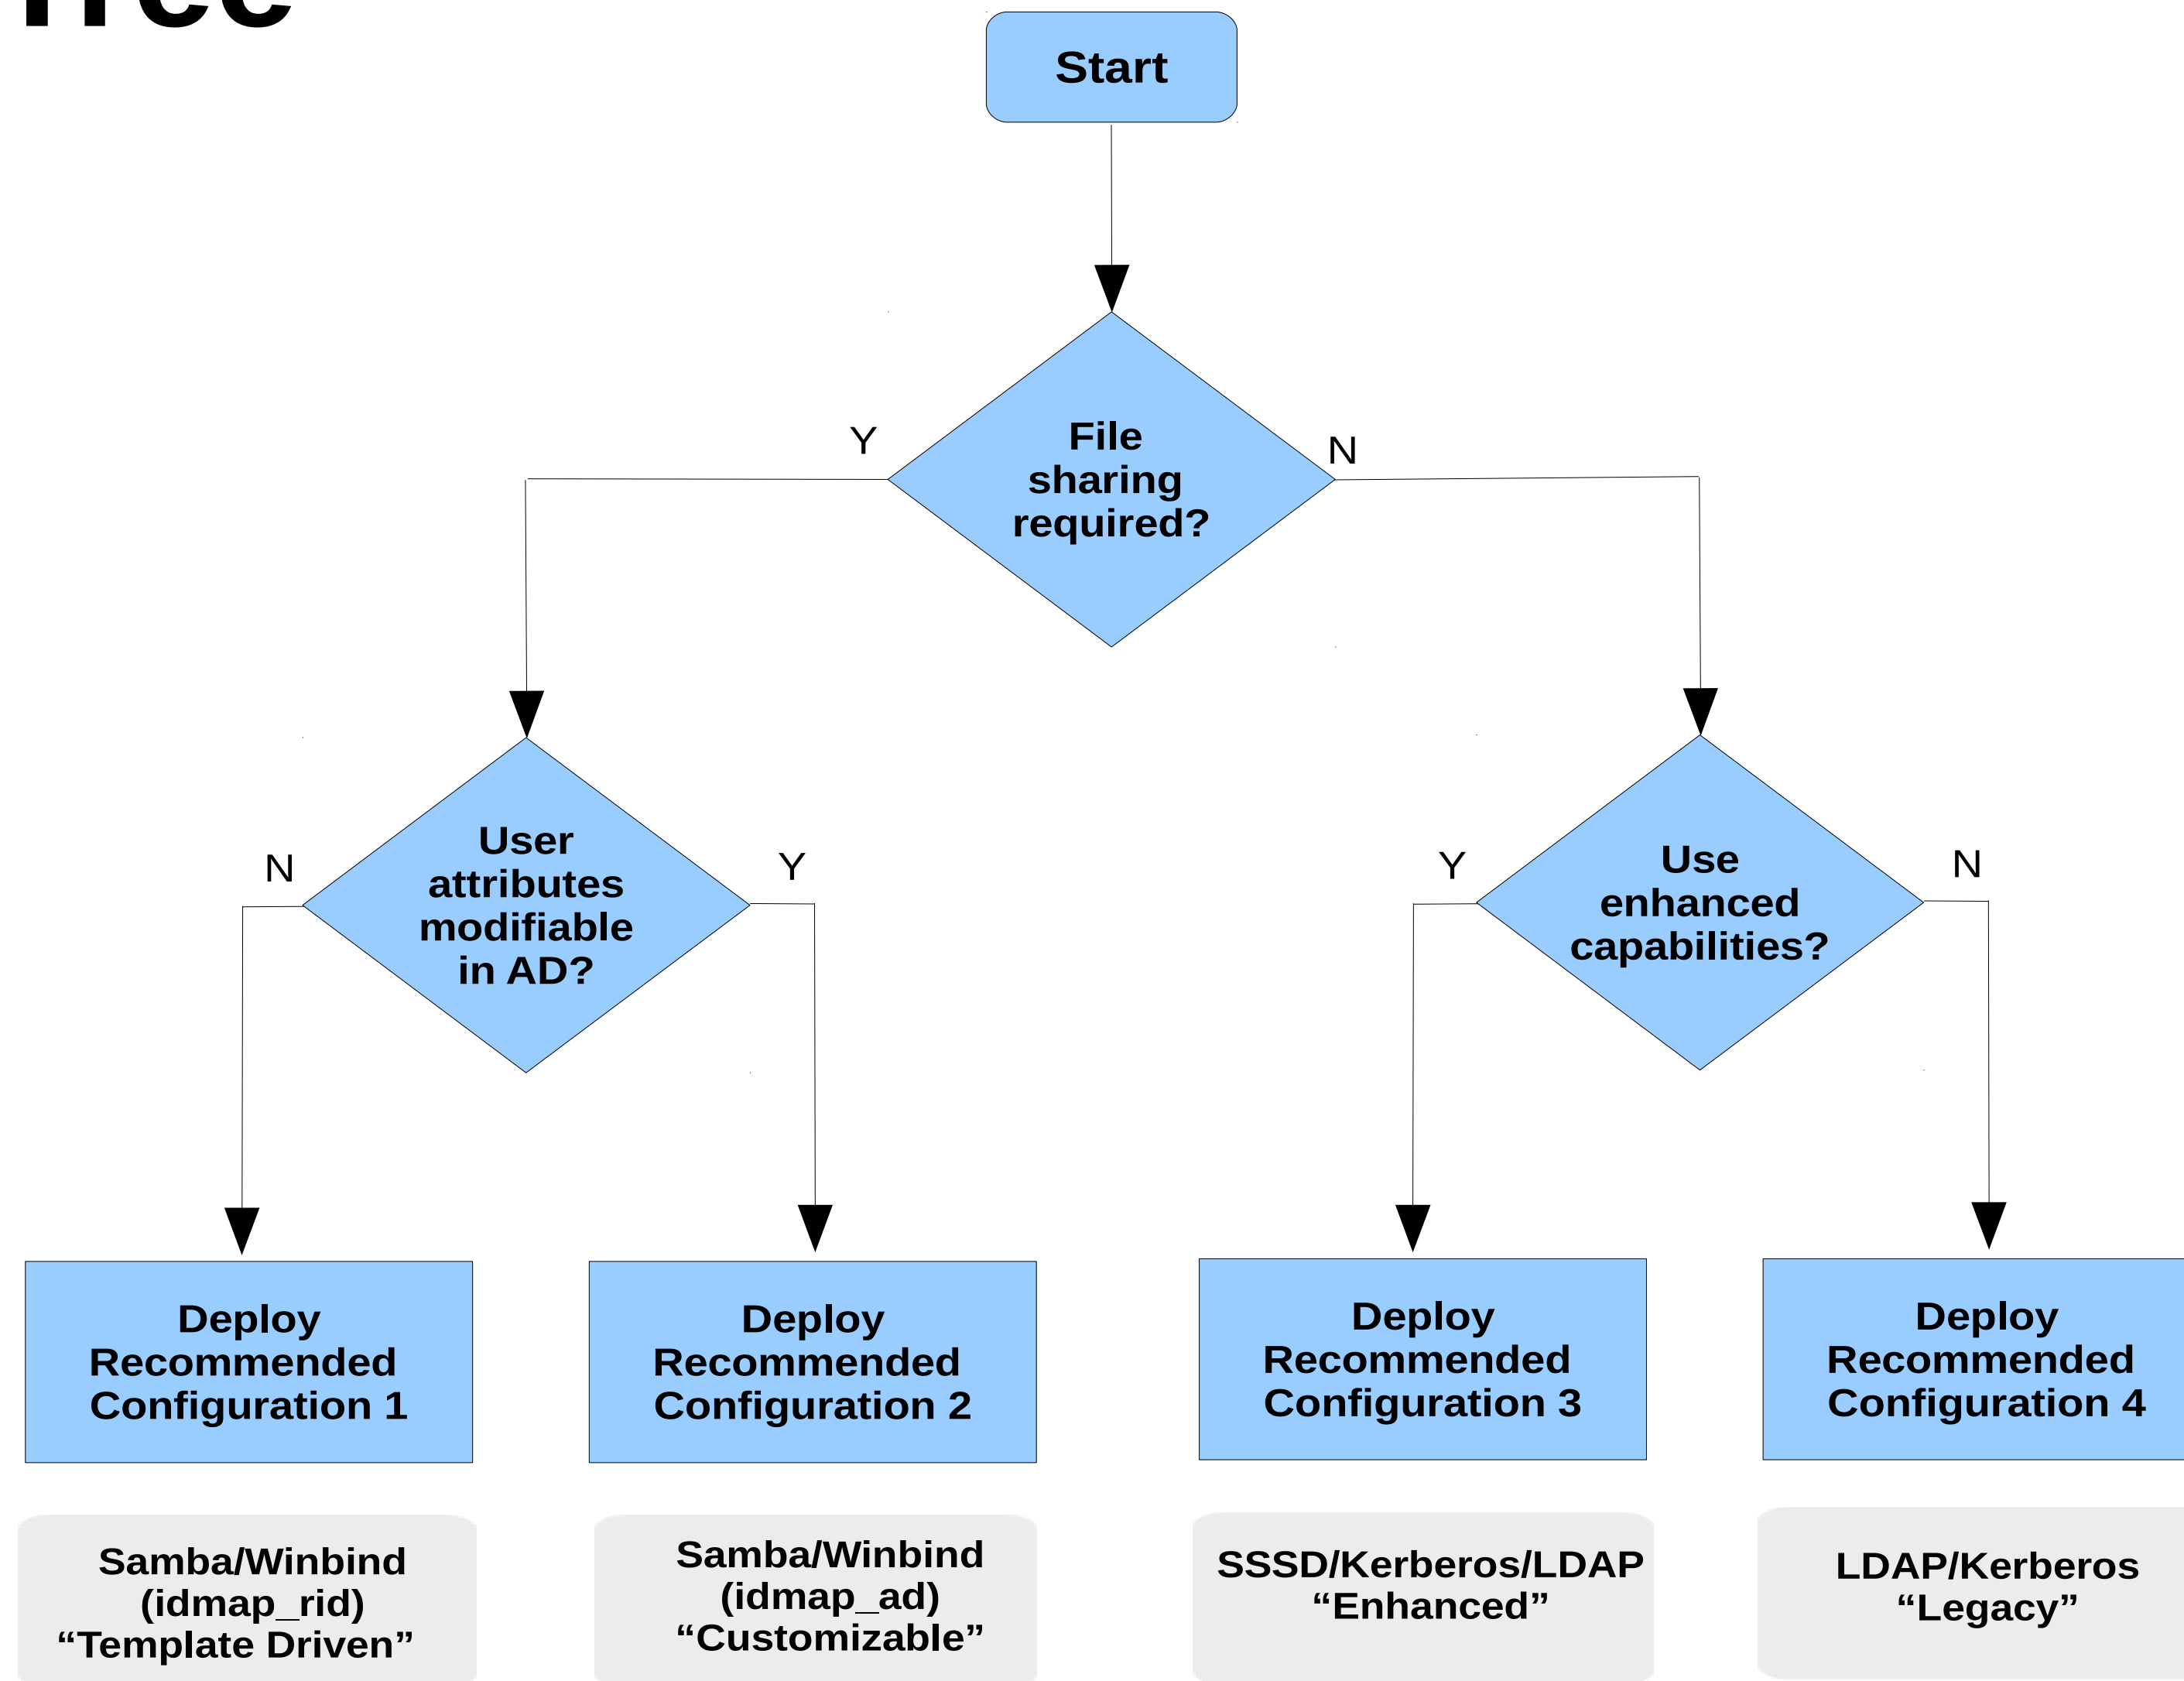 Start
File
sharing
required?
Y
N
User
attributes
modifiable
in AD?
N
Y
Use
enhanced
capabilities?
Y
N
Deploy
Recommended
Configuration 1
Deploy
Recommended
Configuration 2
Deploy
Recommended
Configuration 3
Deploy
Recommended
Configuration 4
Samba/Winbind
(idmap_rid)
“Template Driven”
Samba/Winbind
(idmap_ad)
“Customizable”
SSSD/Kerberos/LDAP
“Enhanced”
LDAP/Kerberos
“Legacy”